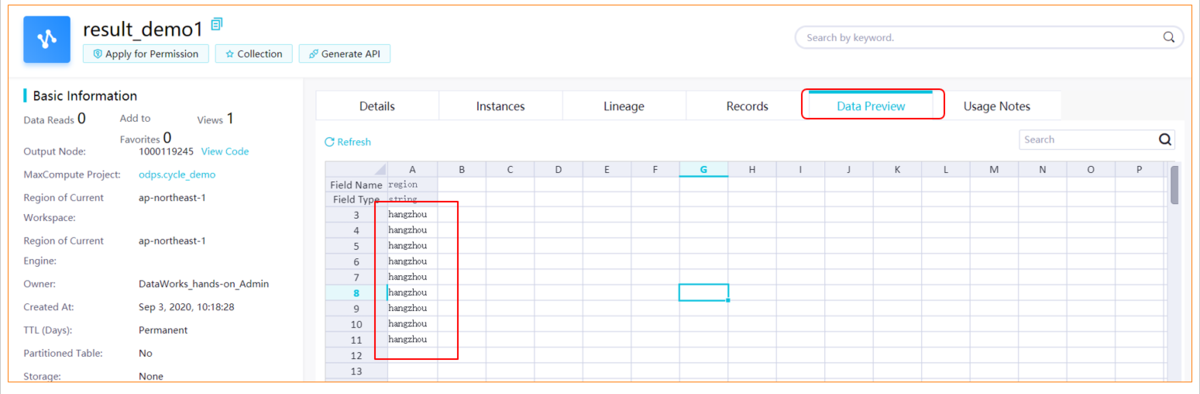 result_demo1
Apply for Permission Collection Generate API
Search by keyword.
Basic Information
Data Reads 0 Add to Favorites 0 Views 1
Output Node: 1000119245 View Code
MaxCompute Project: odps.cycle_demo
Region of Current Workspace: ap-northeast-1
Region of Current Engine: ap-northeast-1
Owner: DataWorks_hands-on_Admin
Created At: Sep 3, 2020, 10:18:28
TTL (Days): Permanent
Partitioned Table: No
Storage: None
Details Instances Lineage Records Data Preview Usage Notes
Refresh
Search
A B C D E F G H I J K L M N O P
Field Name region
Field Type string
3 hangzhou
4 hangzhou
5 hangzhou
6 hangzhou
7 hangzhou
8 hangzhou
9 hangzhou
10 hangzhou
11 hangzhou
12
13